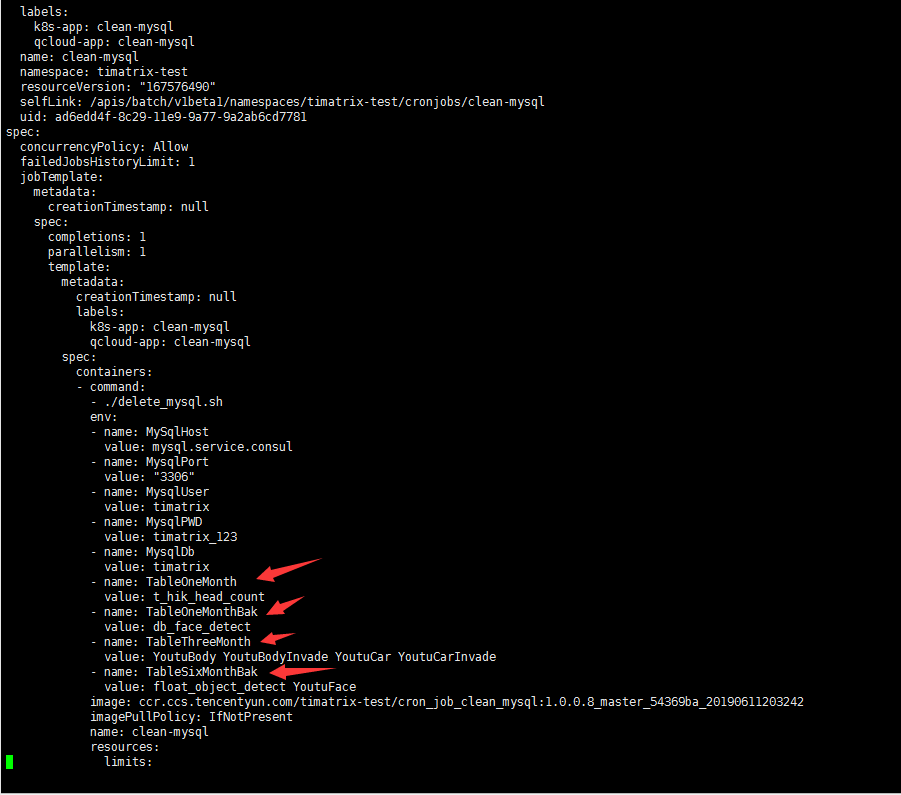 labels:
k8s-app: clean-mysql
qcloud-app: clean-mysql
name: clean-mysql
namespace: timatrix-test
resourceVersion: "167576490"
selfLink: /apis/batch/v1beta1/namespaces/timatrix-test/cronjobs/clean-mysql
uid: ad6edd4f-8c29-11e9-9a77-9a2ab6cd7781
spec:
concurrencyPolicy: Allow
failedJobsHistoryLimit: 1
jobTemplate:
metadata:
creationTimestamp: null
spec:
completions: 1
parallelism: 1
template:
metadata:
creationTimestamp: null
labels:
k8s-app: clean-mysql
qcloud-app: clean-mysql
spec:
containers:
- command:
- ./delete_mysql.sh
env:
- name: MySqlHost
value: mysql.service.consul
- name: MysqlPort
value: "3306"
- name: MysqlUser
value: timatrix
- name: MysqlPWD
value: timatrix_123
- name: MysqlDb
value: timatrix
- name: TableOneMonth
value: t_hik_head_count
- name: TableOneMonthBak
value: db_face_detect
- name: TableThreeMonth
value: YoutuBody YoutuBodyInvade YoutuCar YoutuCarInvade
- name: TableSixMonthBak
value: float_object_detect YoutuFace
image: ccr.ccs.tencentyun.com/timatrix-test/cron_job_clean_mysql:1.0.0.8_master_54369ba_20190611203242
imagePullPolicy: IfNotPresent
name: clean-mysql
resources:
limits: